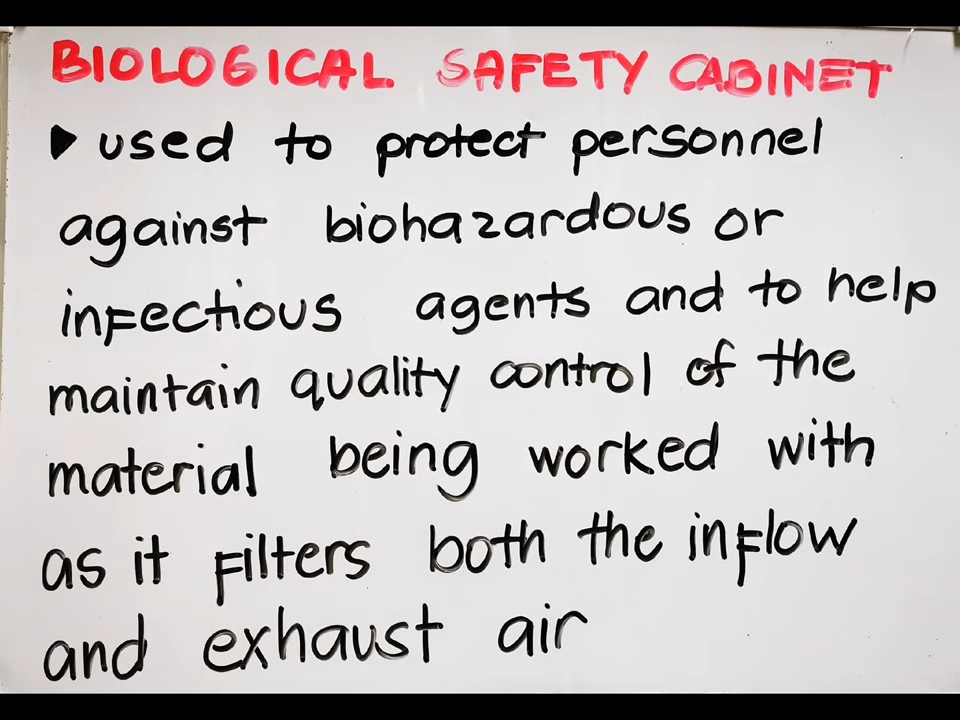 BIOLOGICAL SAFETY CABINET
▶ used to protect personnel
against biohazardous or
infectious agents and to help
maintain quality control of the
material being worked with
as it filters both the inflow
and exhaust air